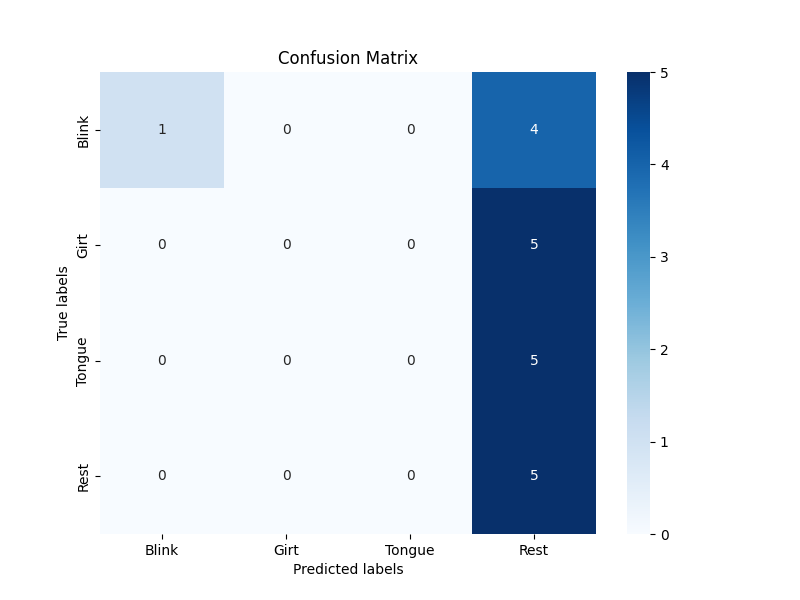 Confusion Matrix
True labels
Blink
1 0 0 4
Girt
0 0 0 5
Tongue
0 0 0 5
Rest
0 0 0 5
Blink Girt Tongue Rest
Predicted labels
5
4
3
2
1
0